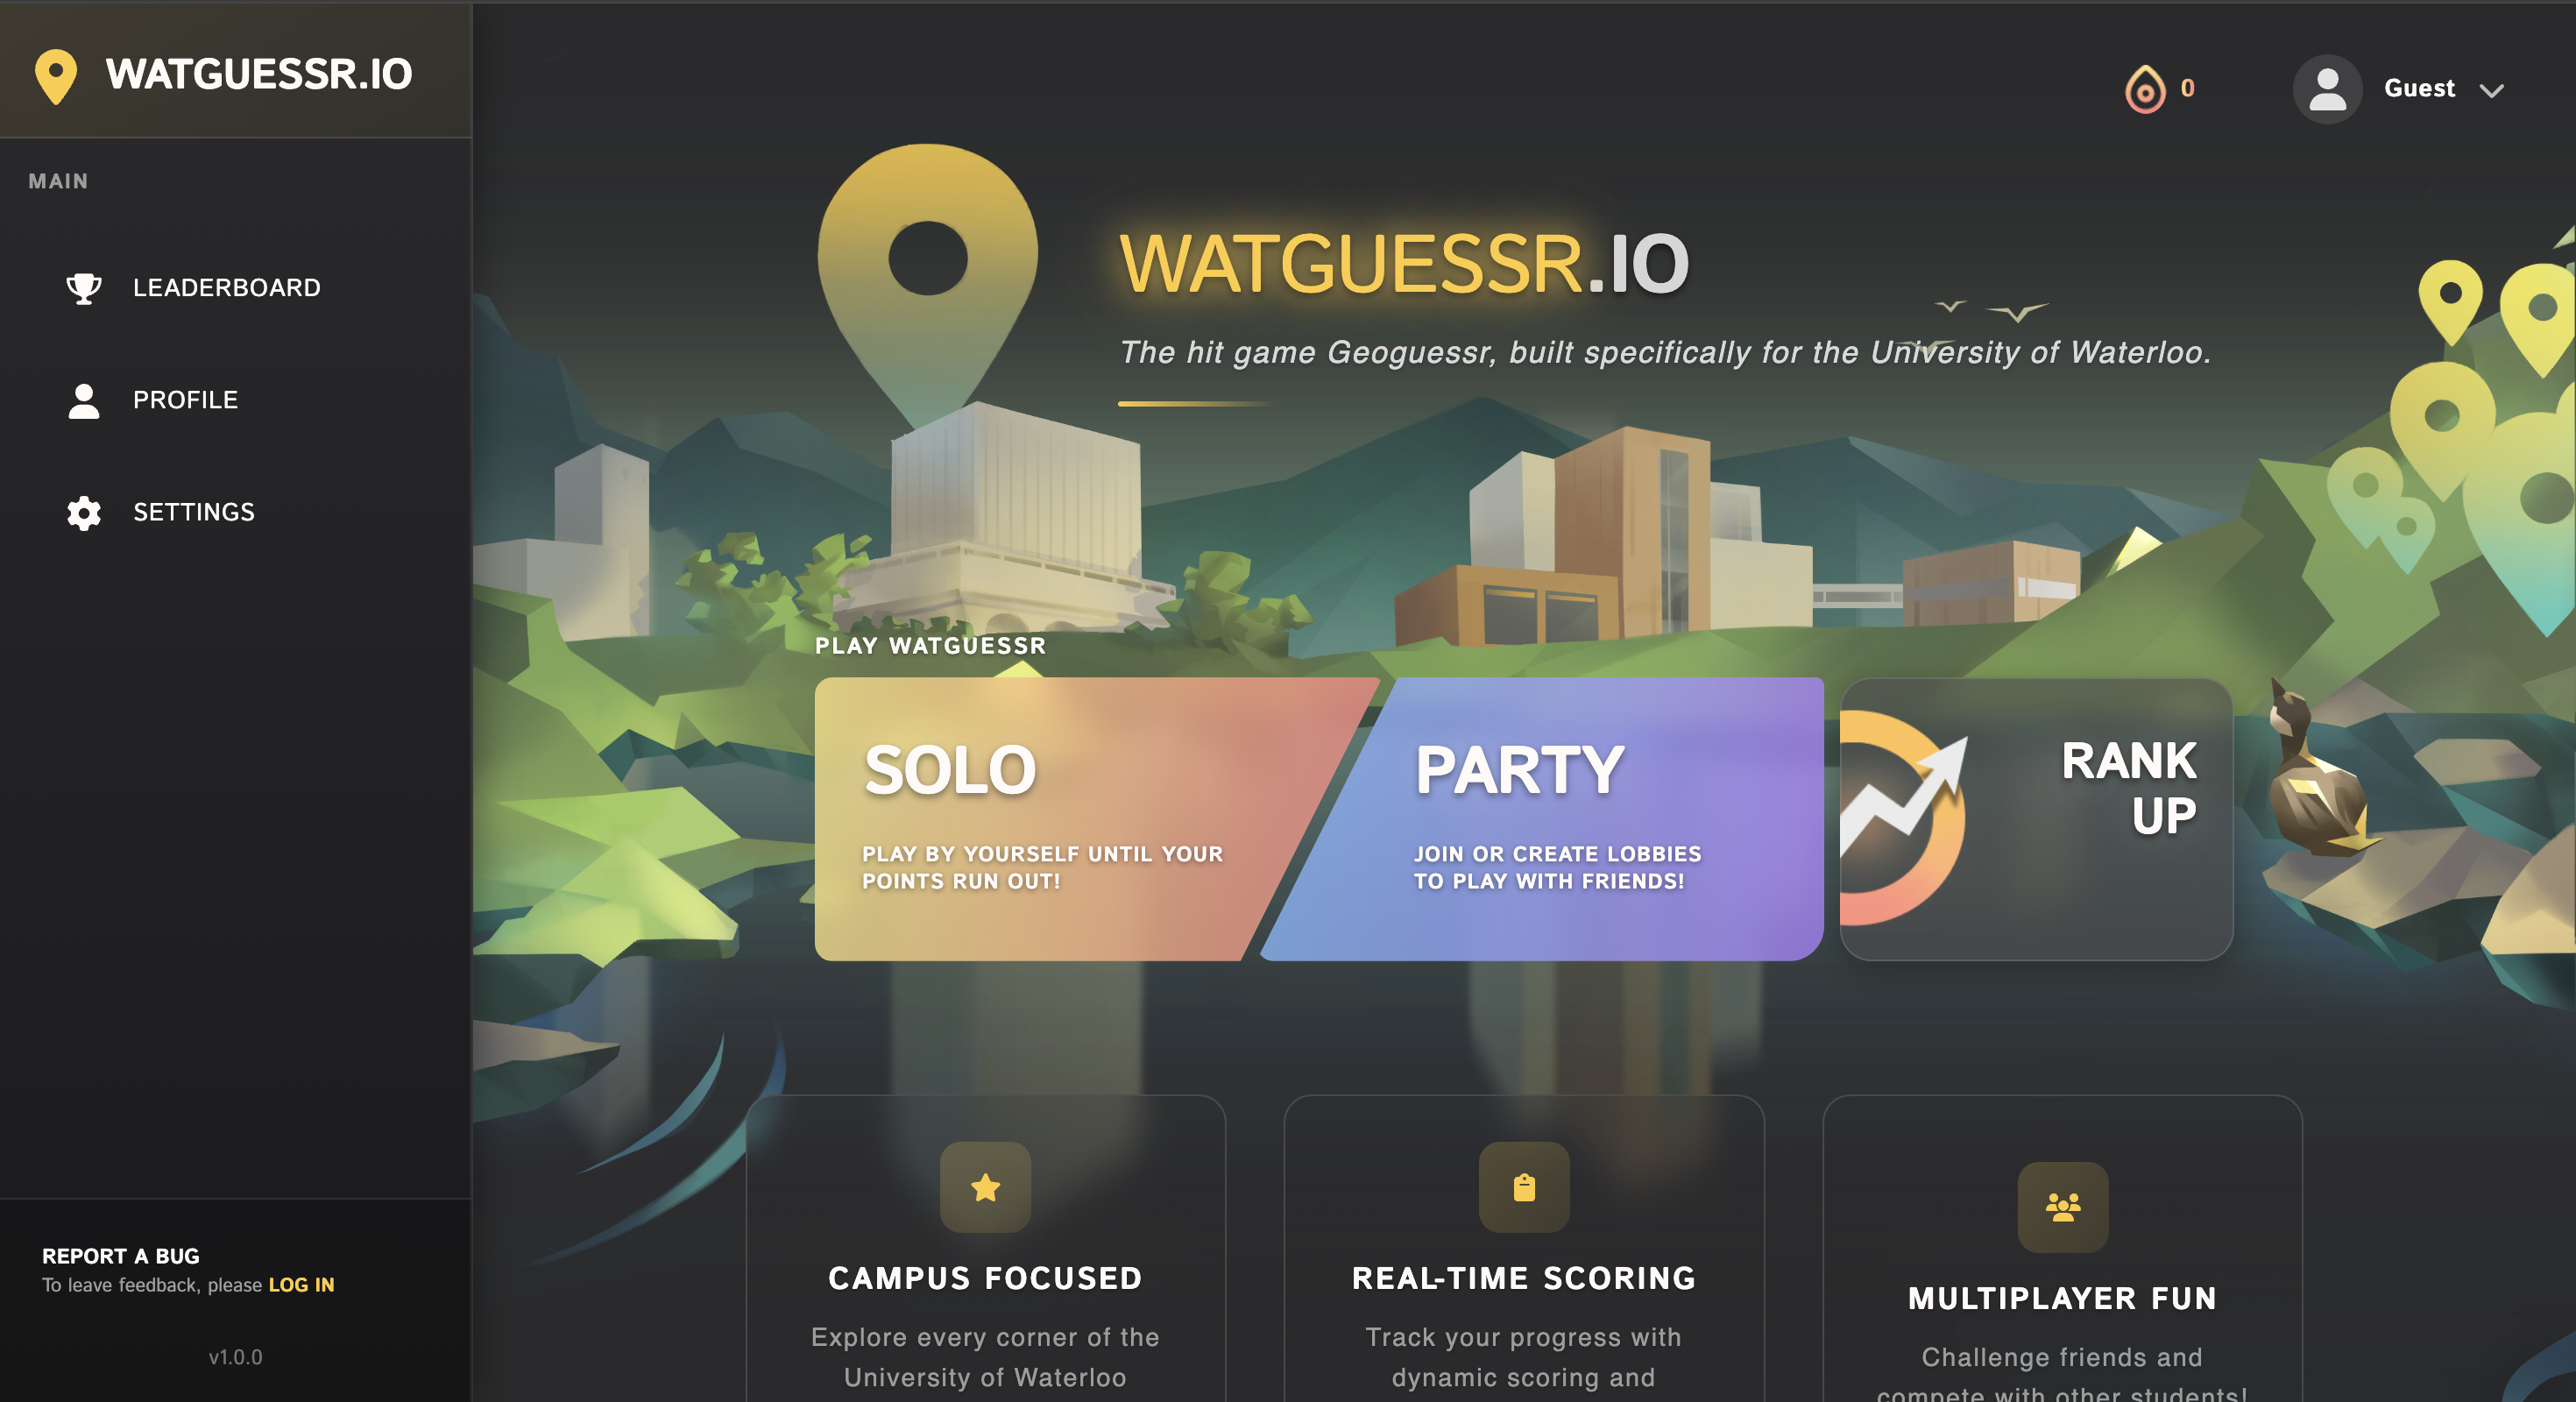 WATGUESSR.IO
MAIN
LEADERBOARD
PROFILE
SETTINGS
REPORT A BUG
To leave feedback, please LOG IN
v1.0.0
0
Guest
WATGUESSR.IO
The hit game Geoguessr, built specifically for the University of Waterloo.
PLAY WATGUESSR
SOLO
PLAY BY YOURSELF UNTIL YOUR
POINTS RUN OUT!
PARTY
JOIN OR CREATE LOBBIES
TO PLAY WITH FRIENDS!
RANK
UP
CAMPUS FOCUSED
Explore every corner of the
University of Waterloo
REAL-TIME SCORING
Track your progress with
dynamic scoring and
MULTIPLAYER FUN
Challenge friends and
compete with other students!